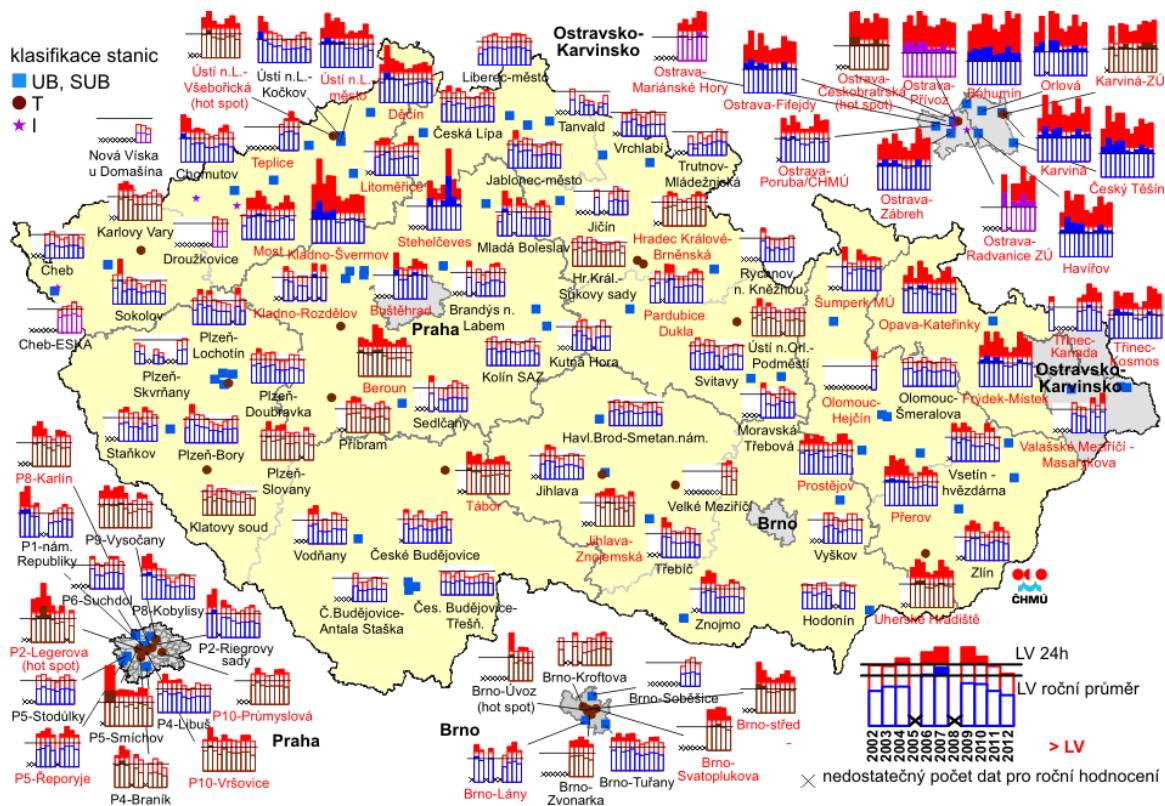 klasifikace stanic
UB, SUB
T
I
Ústí n.L.-
Všebořická
(hot spot)
Ústí n.L.-
Kočkov
Ústí n.L.-
město
Děčín
Liberec-město
Česká Lípa
Tanvald
Vrchlabí
Trutnov-
Mládežnická
Nová Víska
u Domašína
Chomutov
Teplice
Litoměřice
Jablonec-město
Ostravsko-
Karvinsko
Ostrava-
Mariánské Hory
Ostrava-Fifejdy
Ostrava-
Českobratrská
(hot spot)
Ostrava-
Přívoz
Bohumín
Orlová
Karviná-ZÚ
Karviná
Český Těšín
Ostrava-
Poruba/CHMÚ
Ostrava-
Zábřeh
Ostrava-
Radvanice ZÚ
Havířov
Karlovy Vary
Droužkovice
Most
Kladno-Švermov
Stehelčeves
Mladá Boleslav
Jičín
Hradec Králové-
Brněnská
Cheb
Sokolov
Cheb-ESKA
Kladno-Rozdělov
Buštěhrad
Praha
Brandýs n.
Labem
Hr.Král.-
Sukovy sady
Pardubice
Dukla
Rychnov
n. Kněžnou
Šumperk MÚ
Opava-Kateřinky
Třinec-
Kanada
Třinec-
Kosmos
Plzeň-
Lochotín
Plzeň-
Skvrňany
Plzeň-
Doubravka
Beroun
Kolín SAZ
Kutná Hora
Svitavy
Ústí n.Orl.-
Podměstí
Olomouc-
Hejčín
Olomouc-
Šmeralova
Frýdek-Místek
Ostravsko-
Karvinsko
Staňkov
Plzeň-Bory
Plzeň-
Slovany
Příbram
Sedlčany
Havl.Brod-Smetan.nám.
Moravská
Třebová
Valašské Meziříčí -
Masarykova
P8-Karlín
Klatovy soud
Tábor
Jihlava
Velké Meziříčí
Prostějov
Přerov
Vsetín -
hvězdárna
P1-nám.
Republiky
P9-Vysočany
Vodňany
České Budějovice
Jihlava-
Znojemská
Třebíč
Brno
Vyškov
Zlín
P6-Suchdol
P8-Kobylisy
Č.Budějovice-
Antala Staška
Čes. Budějovice-
Třešň.
Znojmo
Hodonín
Uherské Hradiště
ČHMÚ
P2-Legerova
(hot spot)
P2-Riegrovy
sady
P5-Stodůlky
P5-Smíchov
P4-Libuš
P10-Průmyslová
P5-Řeporyje
P4-Braník
P10-Vršovice
Praha
Brno-Úvoz
(hot spot)
Brno-Kroftova
Brno-Soběšice
Brno-střed
Brno
Brno-Lány
Brno-
Zvonarka
Brno-Tuřany
Brno-
Svatoplukova
LV 24h
LV roční průměr
2002
2003
2004
2005
2006
2007
2008
2009
2010
2011
2012
> LV
nedostatečný počet dat pro roční hodnocení